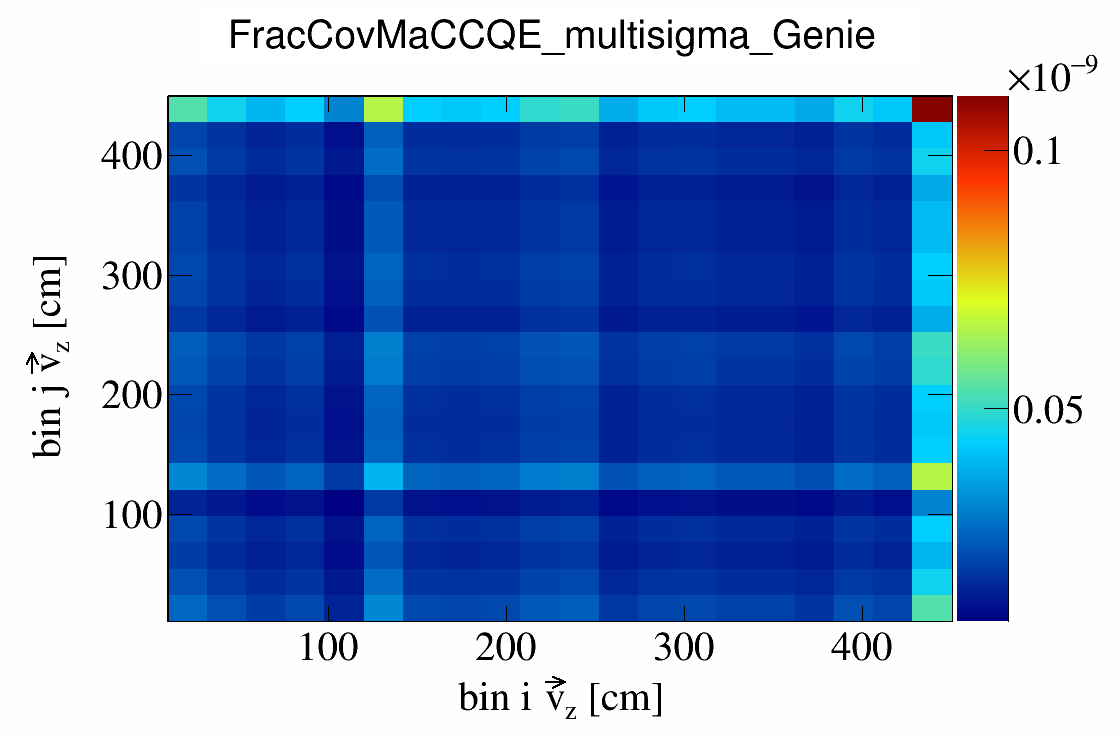 FracCovMaCCQE_multisigma_Genie
×10⁻⁹
0.1
0.05
400
300
200
100
bin j v⃗z [cm]
100 200 300 400
bin i v⃗z [cm]